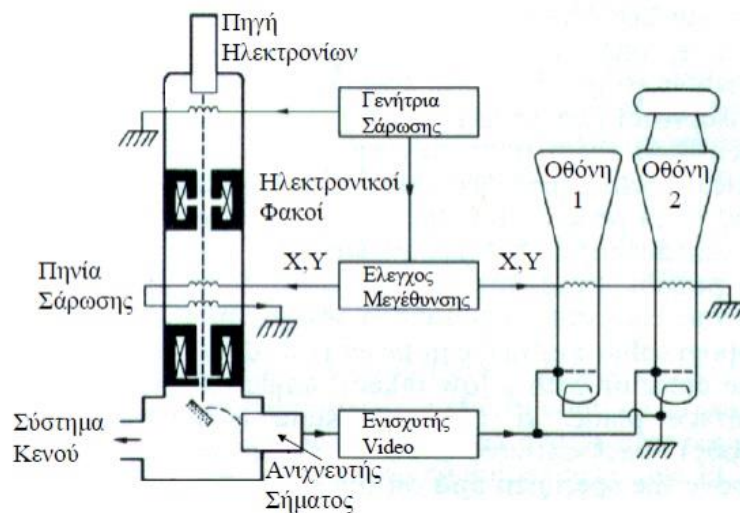 Πηγή
Ηλεκτρονίων
Γενήτρια
Σάρωσης
Οθόνη
1
Οθόνη
2
Ηλεκτρονικοί
Φακοί
Πηνία
Σάρωσης
X,Y
Ελεγχος
Μεγέθυνσης
X,Y
Σύστημα
Κενού
Ενισχυτής
Video
Ανιχνευτής
Σήματος